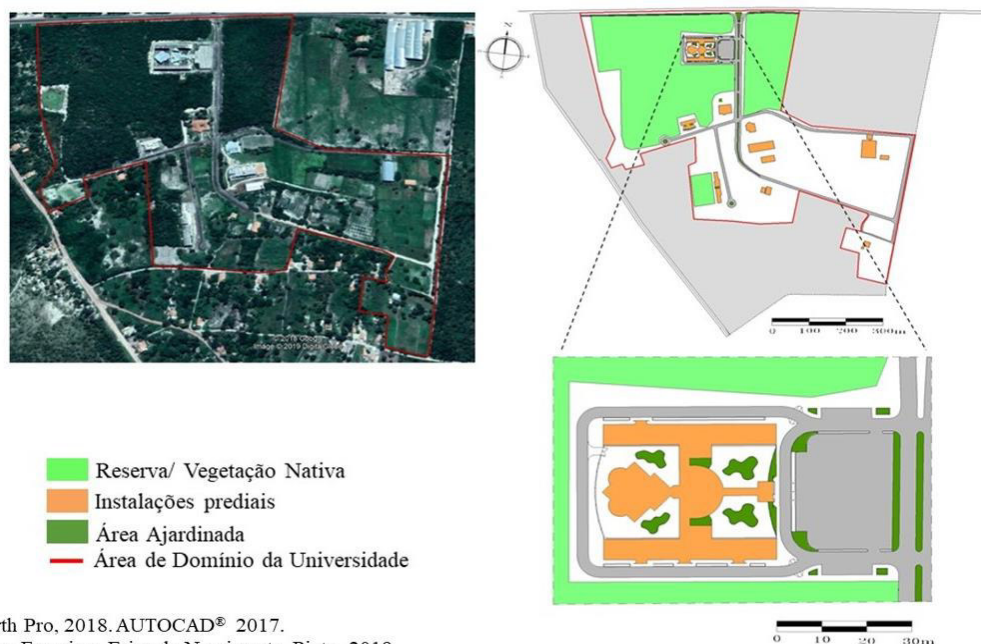 N
0 100 200 300m
Reserva/ Vegetação Nativa
Instalações prediais
Área Ajardinada
Área de Domínio da Universidade
0 10 20 30m
rth Pro, 2018. AUTOCAD® 2017.